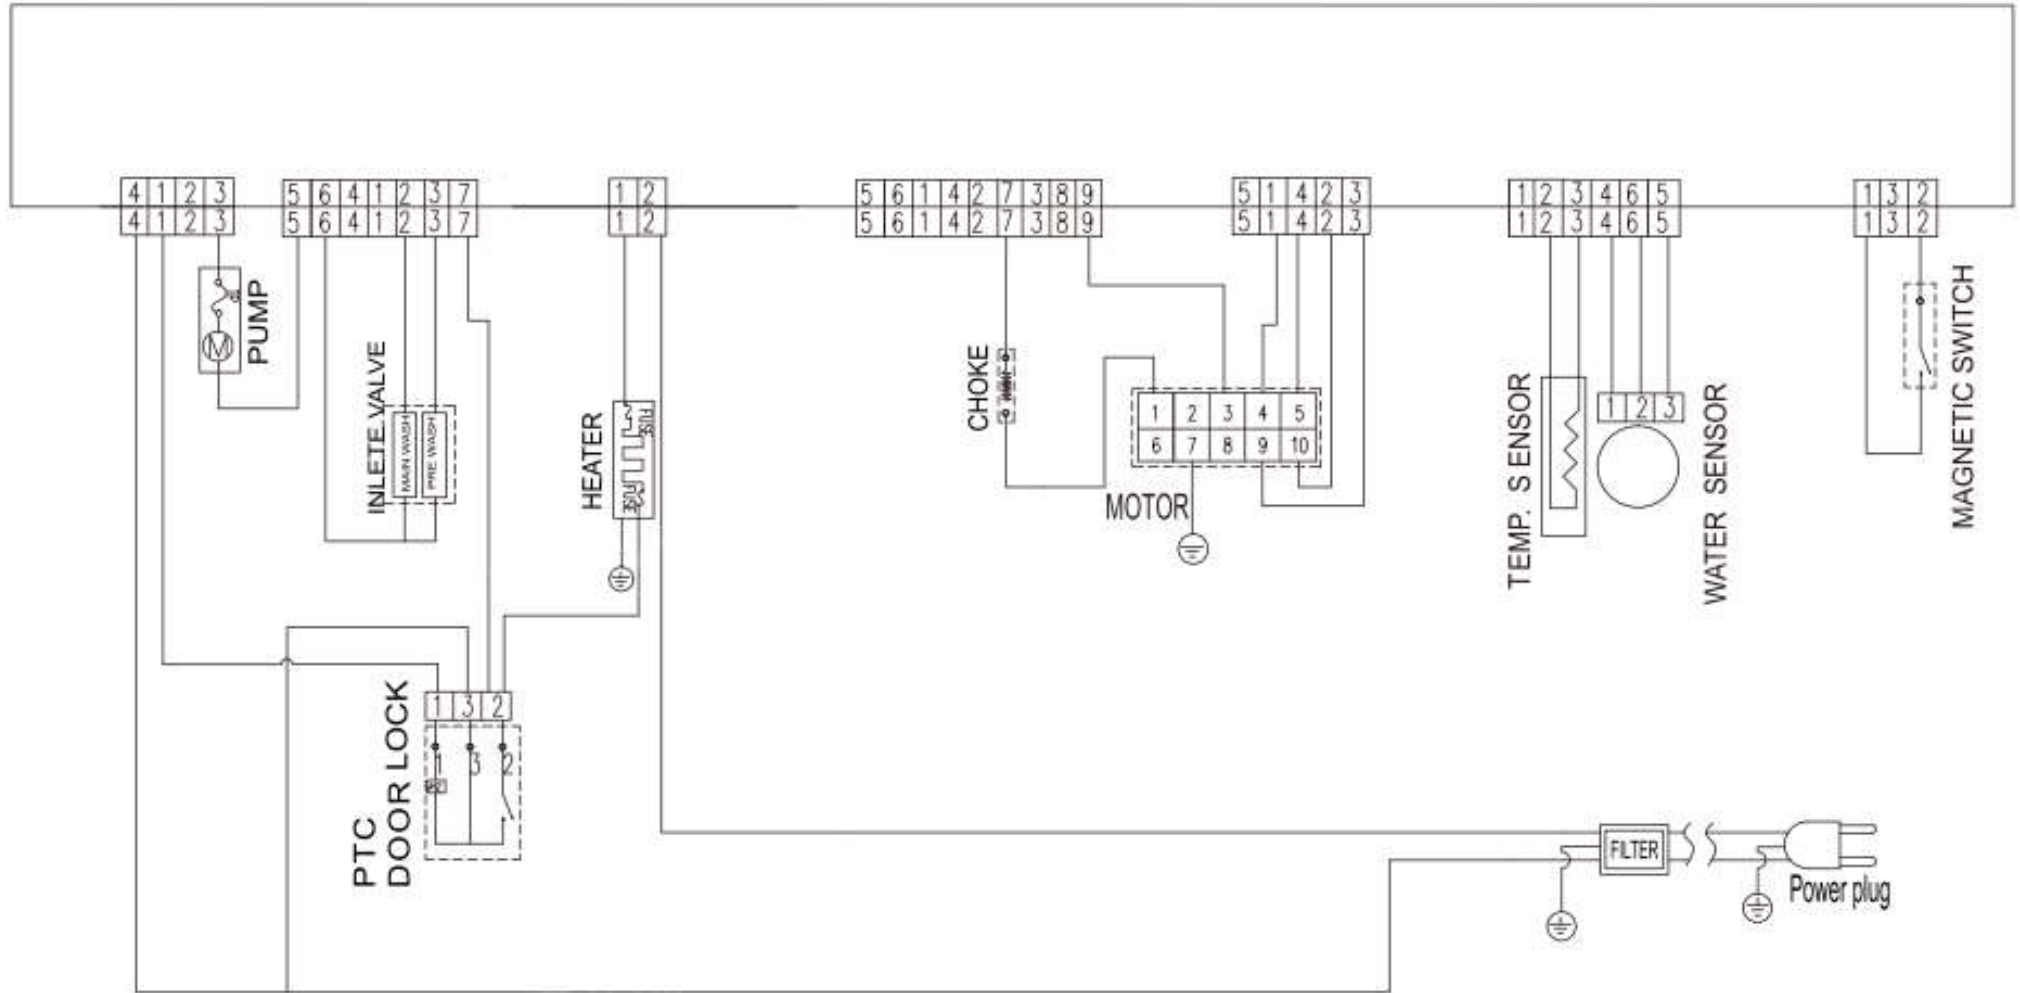 4 1 2 3
4 1 2 3
5 6 4 1 2 3 7
5 6 4 1 2 3 7
1 2
1 2
5 6 1 4 2 7 3 8 9
5 6 1 4 2 7 3 8 9
5 1 4 2 3
5 1 4 2 3
1 2 3 4 6 5
1 2 3 4 6 5
1 3 2
1 3 2
M
PUMP
INLETE VALVE
MAIN WASH
PRE WASH
HEATER
FUSE
FUSE
CHOKE
1 2 3 4 5
6 7 8 9 10
MOTOR
TEMP. S ENSOR
1 2 3
WATER SENSOR
MAGNETIC SWITCH
1 3 2
1 3 2
PTC
DOOR LOCK
FILTER
Power plug